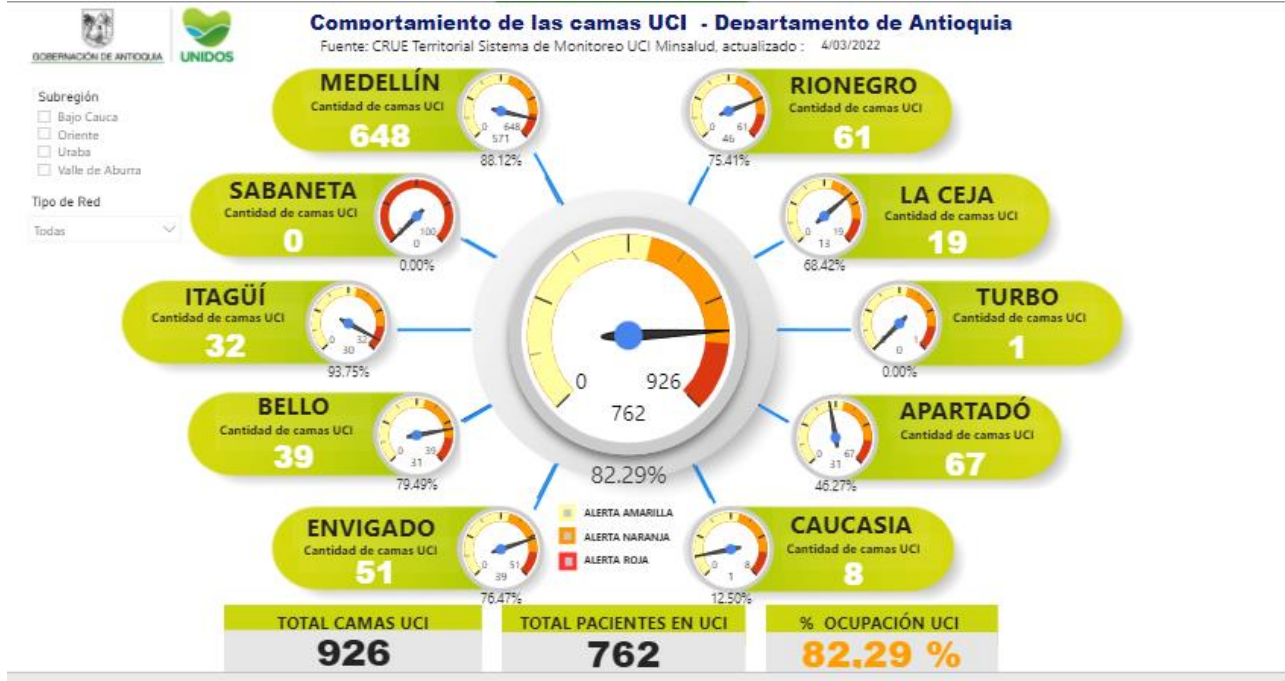 GOBERNACIÓN DE ANTIOQUIA
UNIDOS
Comportamiento de las camas UCI - Departamento de Antioquia
Fuente: CRUE Territorial Sistema de Monitoreo UCI Minsalud, actualizado : 4/03/2022
Subregión
Bajo Cauca
Oriente
Uraba
Valle de Aburra
Tipo de Red
Todas
MEDELLÍN
Cantidad de camas UCI
648
0 648
571
88.12%
RIONEGRO
Cantidad de camas UCI
61
0 61
46
75.41%
SABANETA
Cantidad de camas UCI
0
100
0
0.00%
LA CEJA
Cantidad de camas UCI
19
0 19
13
68.42%
ITAGÜÍ
Cantidad de camas UCI
32
0 32
30
93.75%
TURBO
Cantidad de camas UCI
1
0 1
0
0.00%
BELLO
Cantidad de camas UCI
39
0 39
31
79.49%
APARTADÓ
Cantidad de camas UCI
67
0 67
31
46.27%
ENVIGADO
Cantidad de camas UCI
51
0 51
39
76.47%
CAUCASIA
Cantidad de camas UCI
8
0 8
1
12.50%
0 926
762
82.29%
ALERTA AMARILLA
ALERTA NARANJA
ALERTA ROJA
TOTAL CAMAS UCI
926
TOTAL PACIENTES EN UCI
762
% OCUPACIÓN UCI
82,29 %